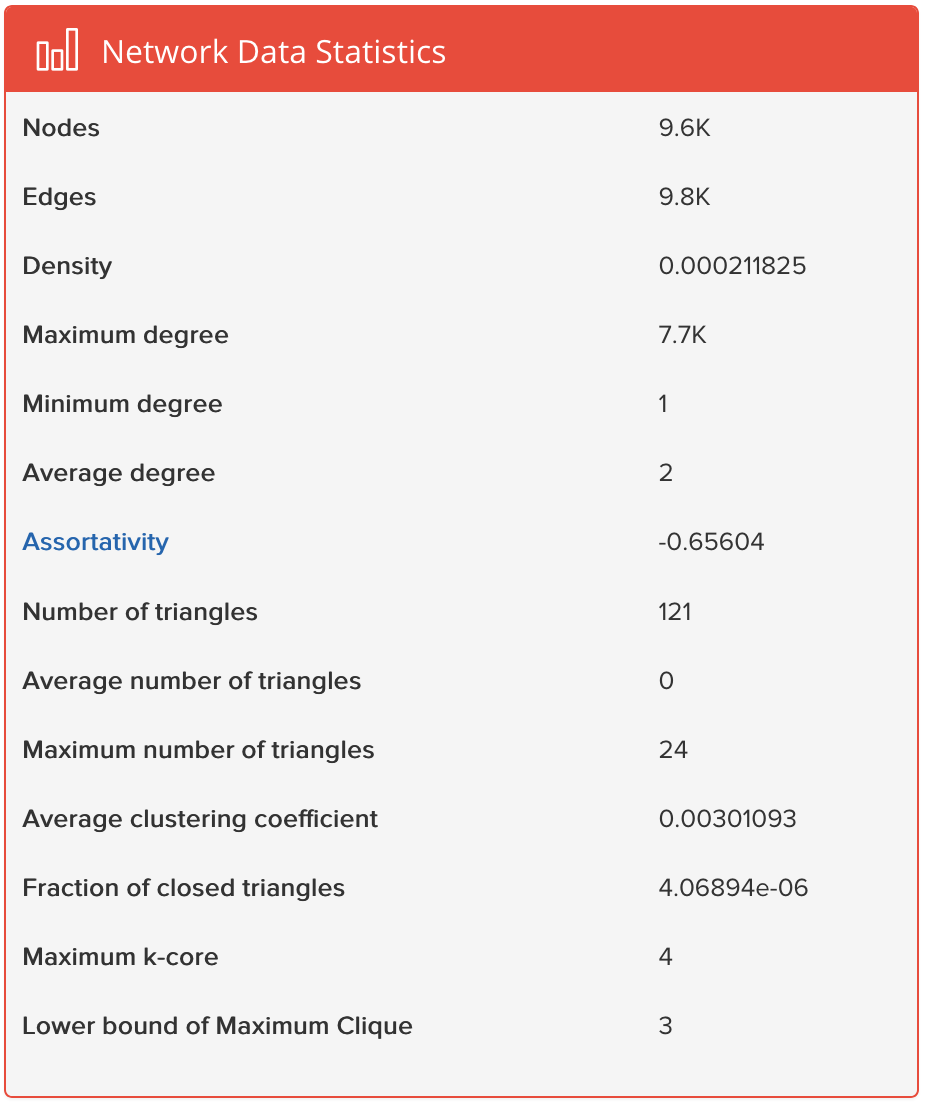 Network Data Statistics
Nodes 9.6K
Edges 9.8K
Density 0.000211825
Maximum degree 7.7K
Minimum degree 1
Average degree 2
Assortativity -0.65604
Number of triangles 121
Average number of triangles 0
Maximum number of triangles 24
Average clustering coefficient 0.00301093
Fraction of closed triangles 4.06894e-06
Maximum k-core 4
Lower bound of Maximum Clique 3